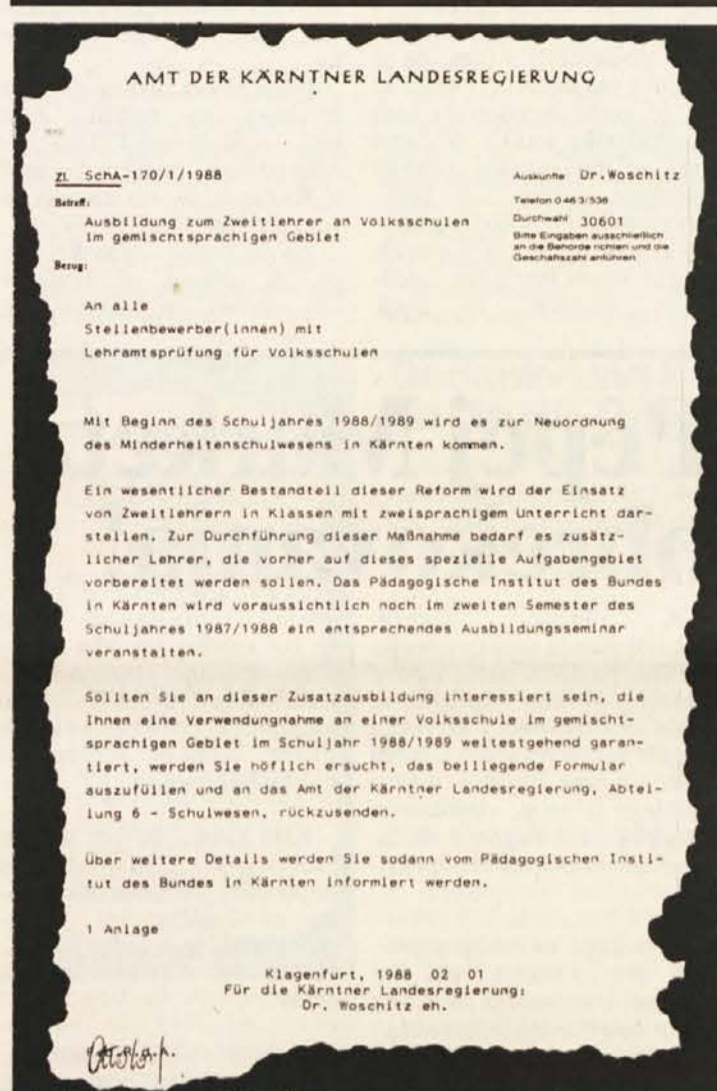 AMT DER KÄRNTNER LANDESREGIERUNG
Zl. SchA-170/1/1988
Auskünfte Dr.Woschitz
Telefon 0 46 3/536
Durchwahl 30601
Bitte Eingaben ausschließlich
an die Behörde richten und die
Geschäftszahl anführen
Betreff:
Ausbildung zum Zweitlehrer an Volksschulen
im gemischtsprachigen Gebiet
Bezug:
An alle
Stellenbewerber(innen) mit
Lehramtsprüfung für Volksschulen
Mit Beginn des Schuljahres 1988/1989 wird es zur Neuordnung
des Minderheitenschulwesens in Kärnten kommen.
Ein wesentlicher Bestandteil dieser Reform wird der Einsatz
von Zweitlehrern in Klassen mit zweisprachigem Unterricht dar-
stellen. Zur Durchführung dieser Maßnahme bedarf es zusätz-
licher Lehrer, die vorher auf dieses spezielle Aufgabengebiet
vorbereitet werden sollen. Das Pädagogische Institut des Bundes
in Kärnten wird voraussichtlich noch im zweiten Semester des
Schuljahres 1987/1988 ein entsprechendes Ausbildungsseminar
veranstalten.
Sollten Sie an dieser Zusatzausbildung interessiert sein, die
Ihnen eine Verwendungnahme an einer Volksschule im gemischt-
sprachigen Gebiet im Schuljahr 1988/1989 weitestgehend garan-
tiert, werden Sie höflich ersucht, das beiliegende Formular
auszufüllen und an das Amt der Kärntner Landesregierung, Abtei-
lung 6 - Schulwesen, rückzusenden.
Über weitere Details werden Sie sodann vom Pädagogischen Insti-
tut des Bundes in Kärnten informiert werden.
1 Anlage
Klagenfurt, 1988 02 01
Für die Kärntner Landesregierung:
Dr. Woschitz eh.